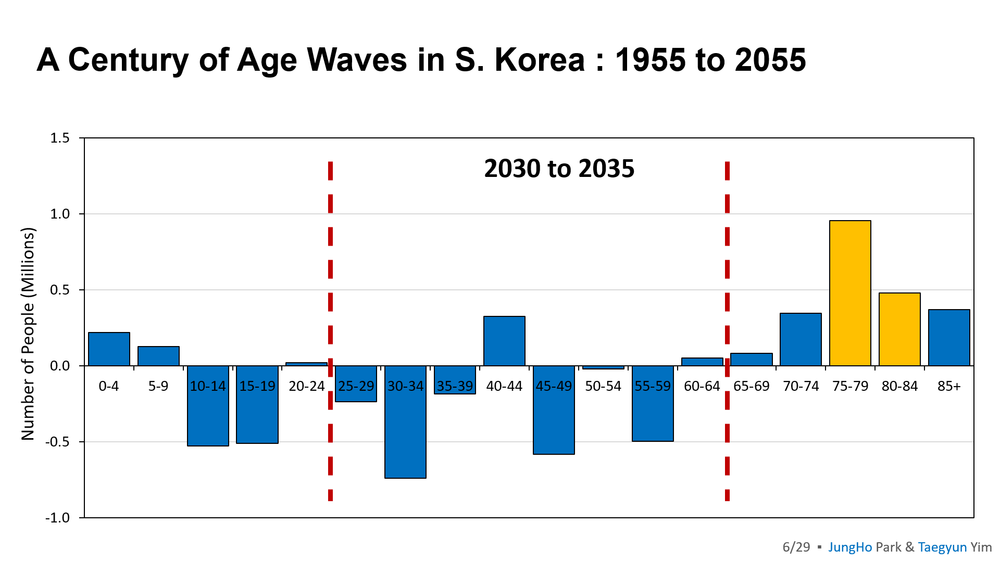 A Century of Age Waves in S. Korea : 1955 to 2055
2030 to 2035
Number of People (Millions)
1.5
1.0
0.5
0.0
-0.5
-1.0
0-4 5-9 10-14 15-19 20-24 25-29 30-34 35-39 40-44 45-49 50-54 55-59 60-64 65-69 70-74 75-79 80-84 85+
6/29 ▪ JungHo Park & Taegyun Yim